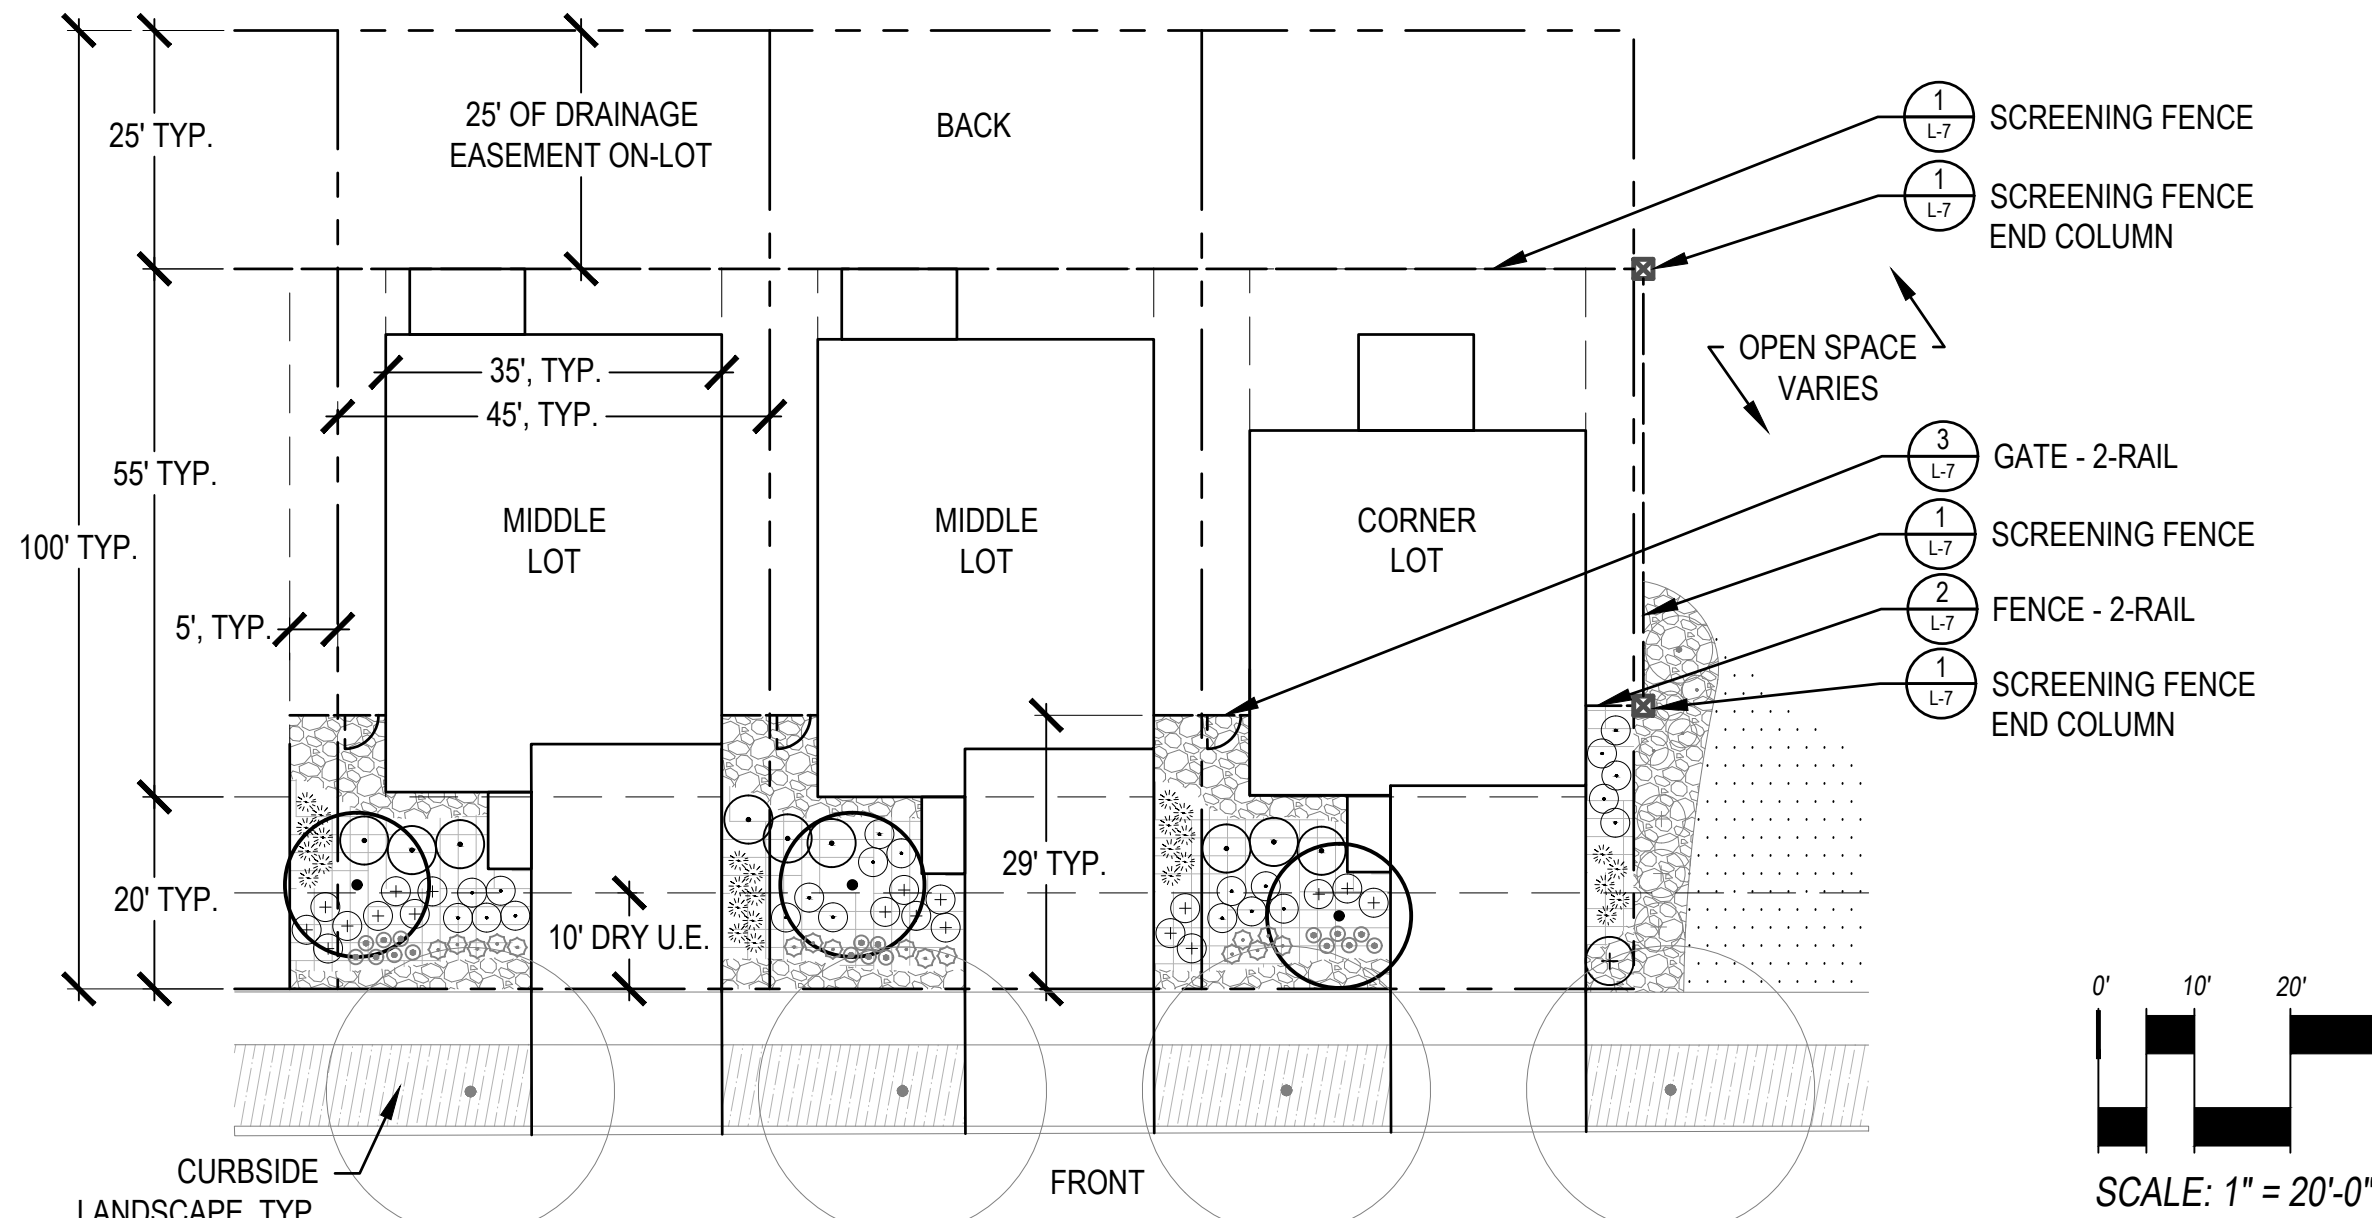 25' TYP.
25' OF DRAINAGE
EASEMENT ON-LOT
BACK
1
L-7
SCREENING FENCE
1
L-7
SCREENING FENCE
END COLUMN
OPEN SPACE
VARIES
35', TYP.
45', TYP.
55' TYP.
100' TYP.
MIDDLE
LOT
MIDDLE
LOT
CORNER
LOT
3
L-7
GATE - 2-RAIL
1
L-7
SCREENING FENCE
2
L-7
FENCE - 2-RAIL
1
L-7
SCREENING FENCE
END COLUMN
5', TYP.
29' TYP.
20' TYP.
10' DRY U.E.
0' 10' 20'
SCALE: 1" = 20'-0"
CURBSIDE
LANDSCAPE, TYP.
FRONT